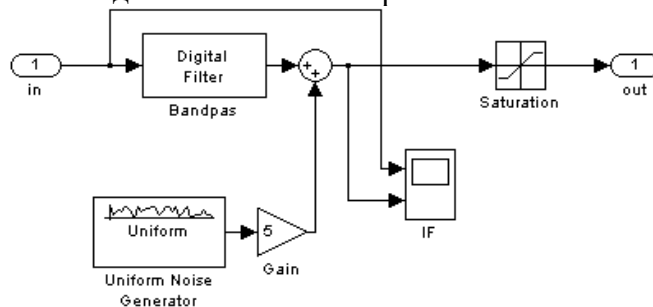 1
in
Digital
Filter
Bandpas
+
+
Saturation
1
out
IF
Uniform
Uniform Noise
Generator
5
Gain